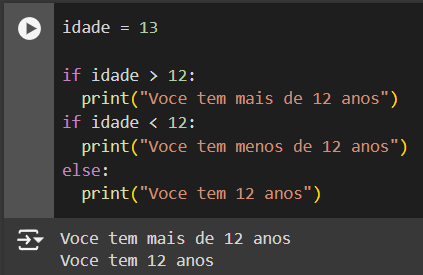 idade = 13
if idade > 12:
  print("Voce tem mais de 12 anos")
if idade < 12:
  print("Voce tem menos de 12 anos")
else:
  print("Voce tem 12 anos")
Voce tem mais de 12 anos
Voce tem 12 anos